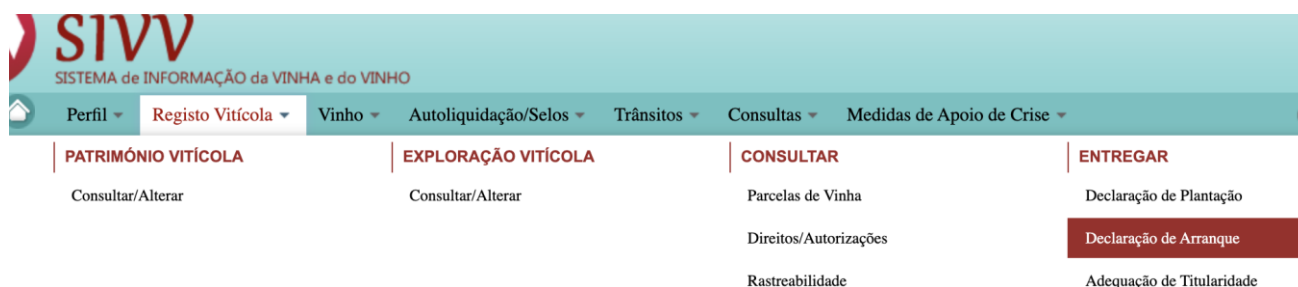 SIVV
SISTEMA de INFORMAÇÃO da VINHA e do VINHO
Perfil Registo Vitícola Vinho Autoliquidação/Selos Trânsitos Consultas Medidas de Apoio de Crise
PATRIMÓNIO VITÍCOLA EXPLORAÇÃO VITÍCOLA CONSULTAR ENTREGAR
Consultar/Alterar Consultar/Alterar Parcelas de Vinha Declaração de Plantação
Direitos/Autorizações Declaração de Arranque
Rastreabilidade Adequação de Titularidade